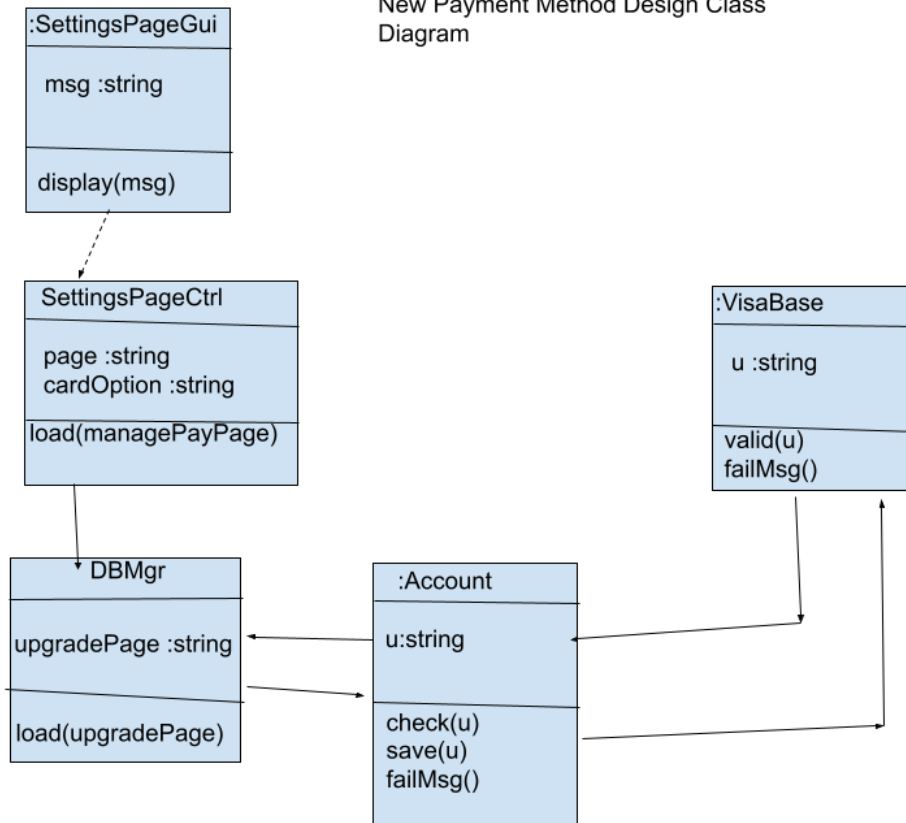 New Payment Method Design Class
Diagram
:SettingsPageGui
msg :string
display(msg)
SettingsPageCtrl
page :string
cardOption :string
load(managePayPage)
:VisaBase
u :string
valid(u)
failMsg()
DBMgr
upgradePage :string
load(upgradePage)
:Account
u:string
check(u)
save(u)
failMsg()